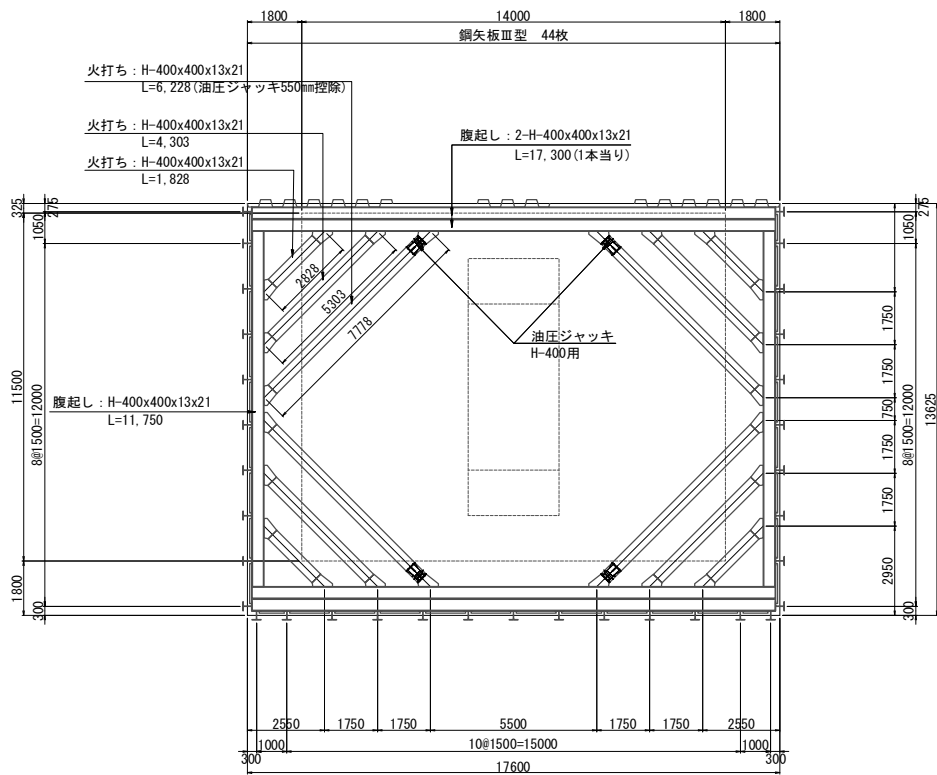 1800
14000
1800
鋼矢板Ⅲ型 44枚
火打ち：H-400x400x13x21
L=6,228(油圧ジャッキ550mm控除)
火打ち：H-400x400x13x21
L=4,303
火打ち：H-400x400x13x21
L=1,828
腹起し：2-H-400x400x13x21
L=17,300(1本当り)
325
275
1050
275
1050
2828
5303
7778
油圧ジャッキ
H-400用
腹起し：H-400x400x13x21
L=11,750
11500
8@1500=12000
1800
300
1750
1750
750
1750
1750
2950
8@1500=12000
300
13625
2550
1750
1750
5500
1750
1750
2550
300
1000
10@1500=15000
1000
300
17600